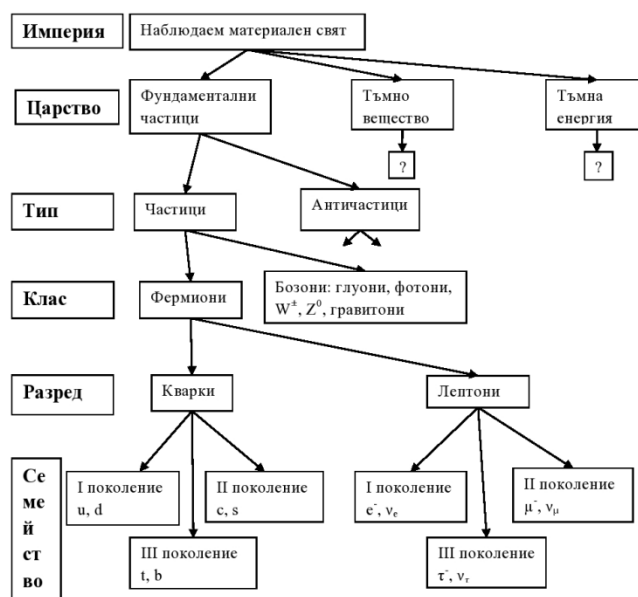 Империя
Наблюдаем материален свят
Царство
Фундаментални
частици
Тъмно
вещество
Тъмна
енергия
?
?
Тип
Частици
Античастици
Клас
Фермиони
Бозони: глуони, фотони,
W±, Z⁰, гравитони
Разред
Кварки
Лептони
Се
ме
й
ст
во
I поколение
u, d
II поколение
c, s
III поколение
t, b
I поколение
e⁻, νe
II поколение
μ⁻, νμ
III поколение
τ⁻, ντ